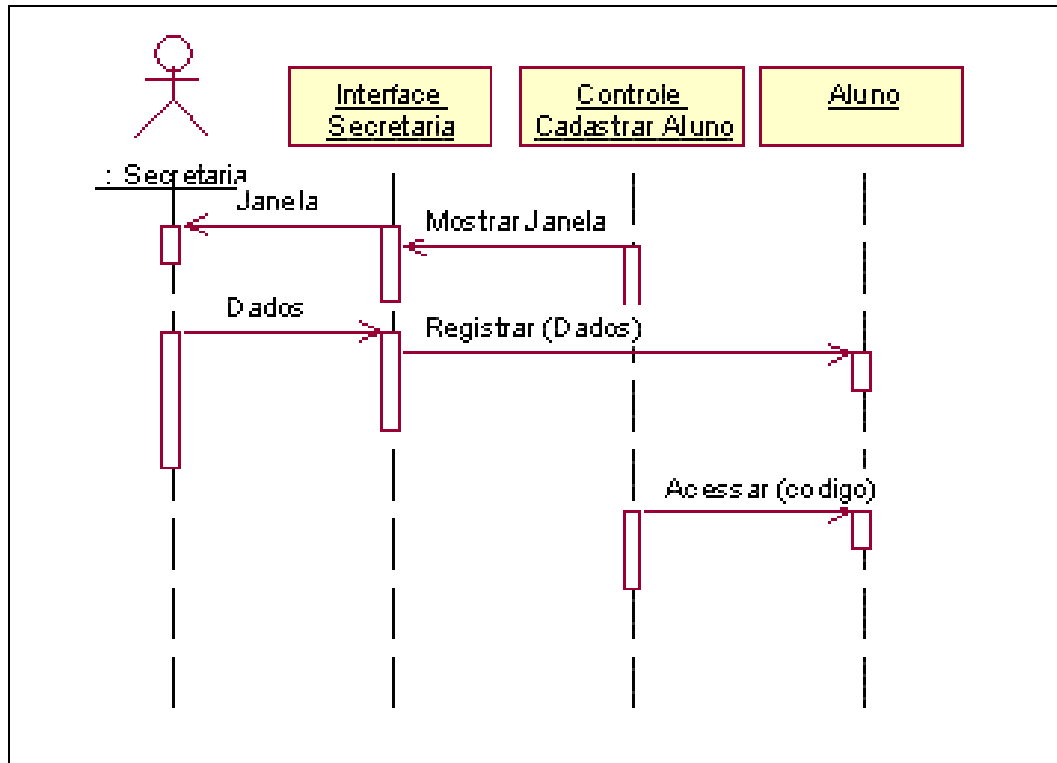 Interface
Secretaria
Controle
Cadastrar Aluno
Aluno
: Secretaria
Janela
Mostrar Janela
Dados
Registrar (Dados)
Acessar (codigo)